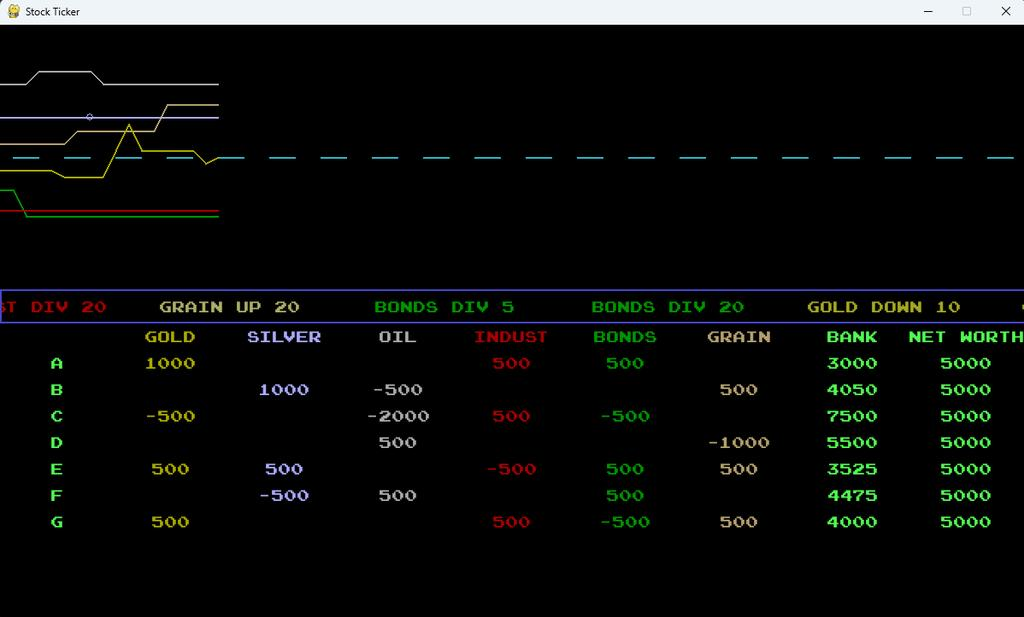 Stock Ticker
ST DIV 20 GRAIN UP 20 BONDS DIV 5 BONDS DIV 20 GOLD DOWN 10
GOLD SILVER OIL INDUST BONDS GRAIN BANK NET WORTH
A 1000 500 500 3000 5000
B 1000 -500 500 4050 5000
C -500 -2000 500 -500 7500 5000
D 500 -1000 5500 5000
E 500 500 -500 500 500 3525 5000
F -500 500 500 4475 5000
G 500 500 -500 500 4000 5000